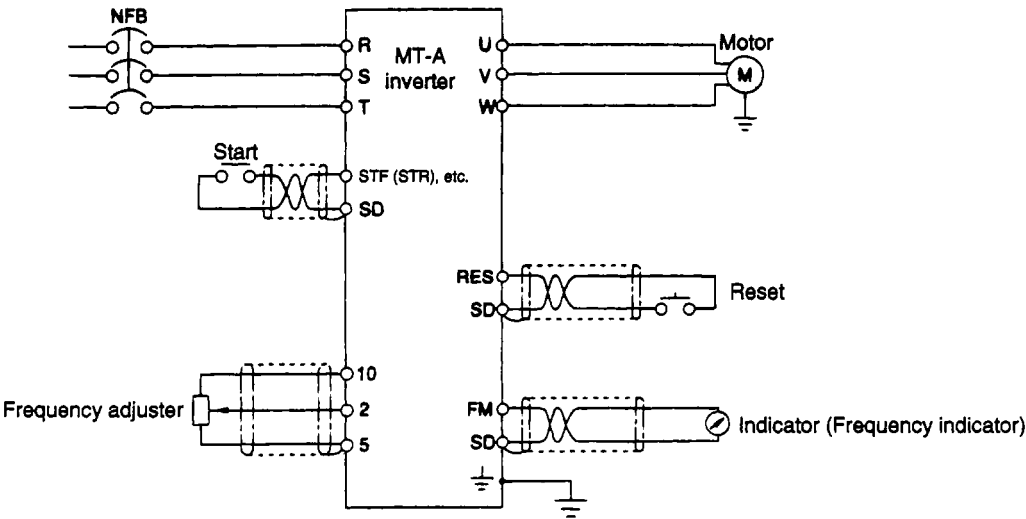 NFB
R
S
T
MT-A
inverter
U
V
W
Motor
M
Start
STF (STR), etc.
SD
RES
SD
Reset
10
2
5
Frequency adjuster
FM
SD
Indicator (Frequency indicator)